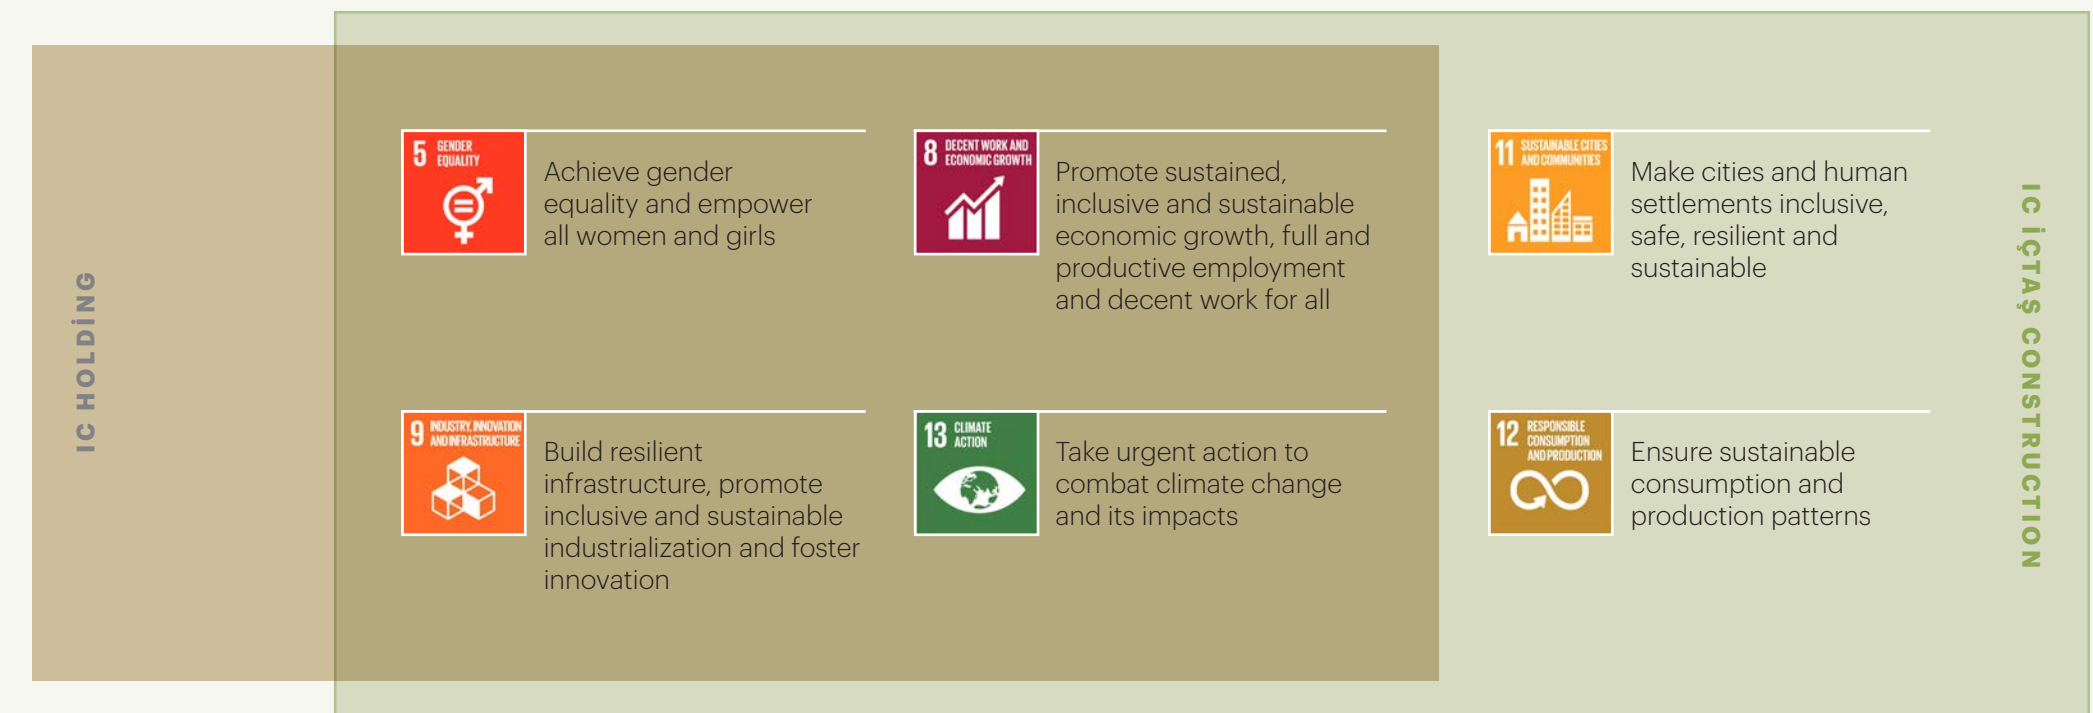 IC HOLDİNG
5 GENDER
EQUALITY
Achieve gender
equality and empower
all women and girls
8 DECENT WORK AND
ECONOMIC GROWTH
Promote sustained,
inclusive and sustainable
economic growth, full and
productive employment
and decent work for all
11 SUSTAINABLE CITIES
AND COMMUNITIES
Make cities and human
settlements inclusive,
safe, resilient and
sustainable
9 INDUSTRY, INNOVATION
AND INFRASTRUCTURE
Build resilient
infrastructure, promote
inclusive and sustainable
industrialization and foster
innovation
13 CLIMATE
ACTION
Take urgent action to
combat climate change
and its impacts
12 RESPONSIBLE
CONSUMPTION
AND PRODUCTION
Ensure sustainable
consumption and
production patterns
IC İÇTAŞ CONSTRUCTION